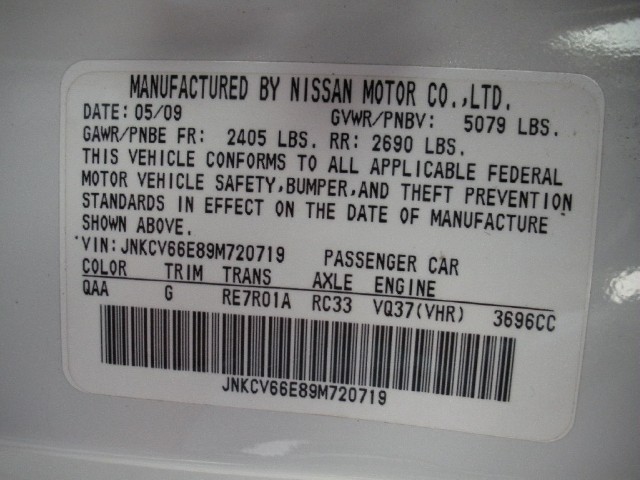 MANUFACTURED BY NISSAN MOTOR CO.,LTD.
DATE: 05/09 GVWR/PNBV: 5079 LBS.
GAWR/PNBE FR: 2405 LBS. RR: 2690 LBS.
THIS VEHICLE CONFORMS TO ALL APPLICABLE FEDERAL
MOTOR VEHICLE SAFETY,BUMPER,AND THEFT PREVENTION
STANDARDS IN EFFECT ON THE DATE OF MANUFACTURE
SHOWN ABOVE.
VIN:JNKCV66E89M720719 PASSENGER CAR
COLOR TRIM TRANS AXLE ENGINE
QAA G RE7R01A RC33 VQ37(VHR) 3696CC
JNKCV66E89M720719